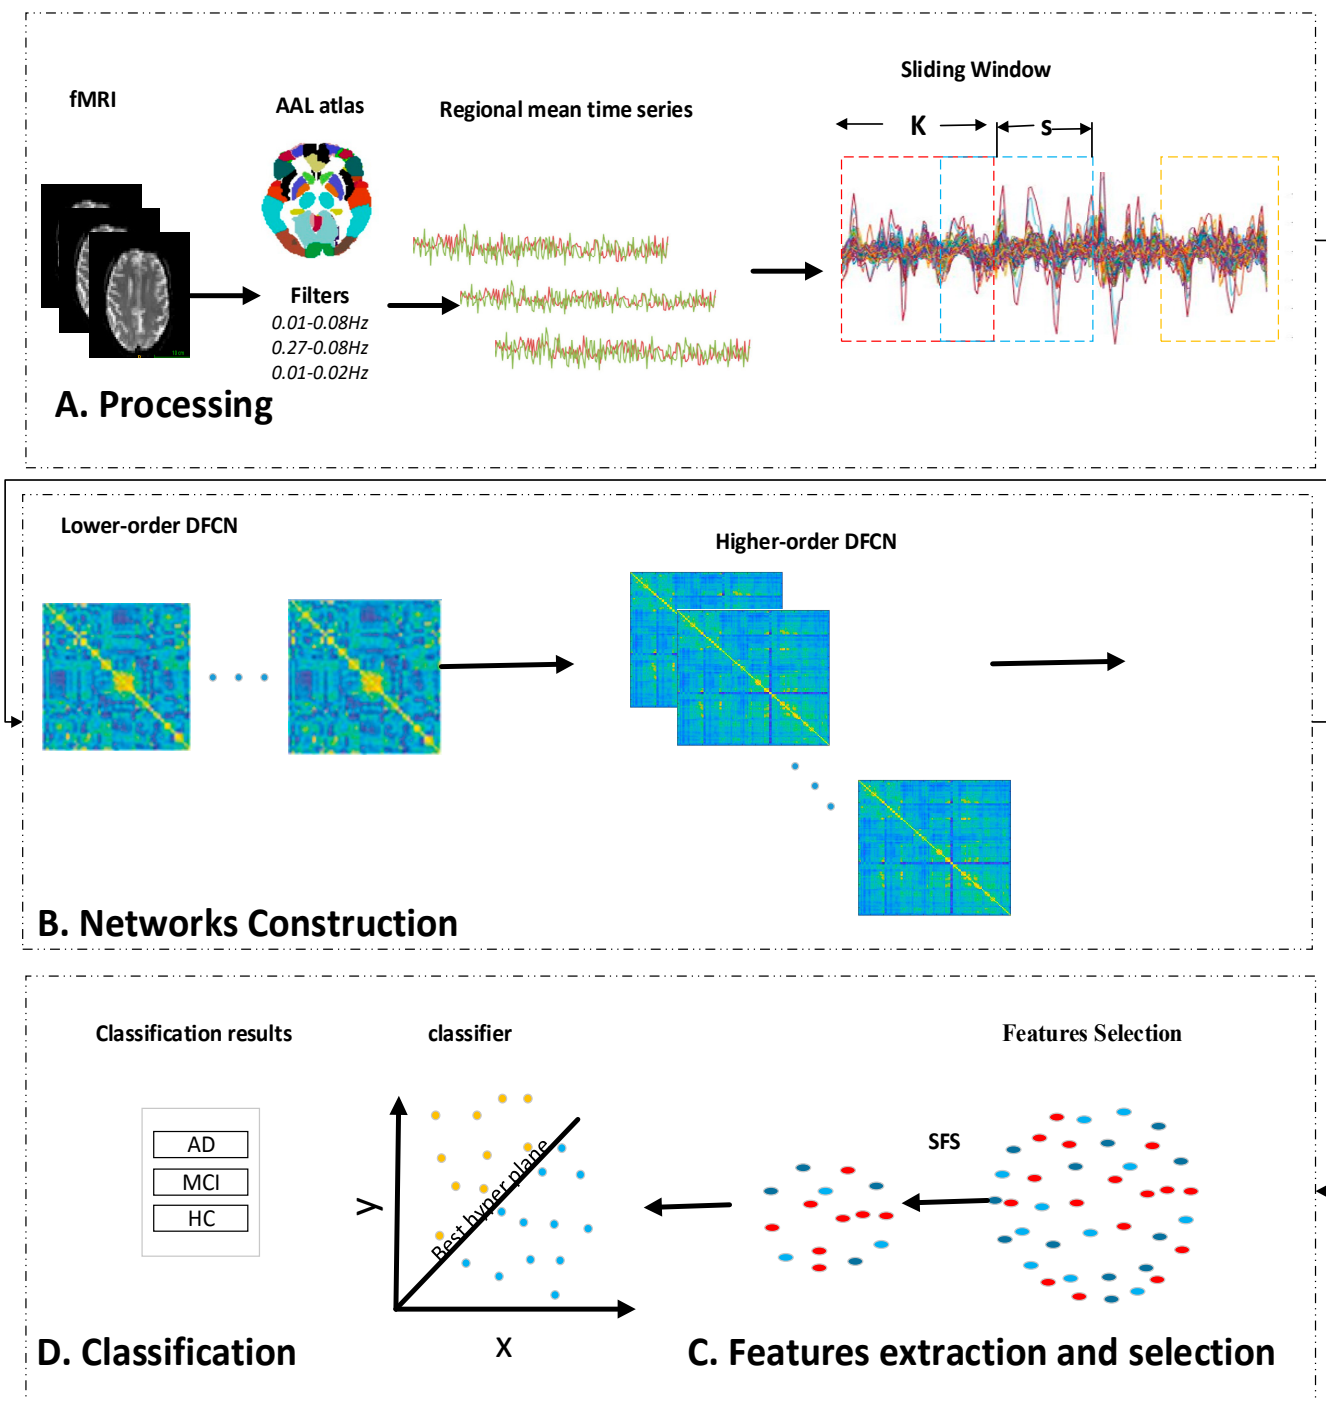 fMRI
AAL atlas
Regional mean time series
Sliding Window
K
s
Filters
0.01-0.08Hz
0.27-0.08Hz
0.01-0.02Hz
A. Processing
Lower-order DFCN
Higher-order DFCN
B. Networks Construction
Classification results
classifier
Features Selection
AD
MCI
HC
y
Best hyper plane
X
SFS
D. Classification
C. Features extraction and selection